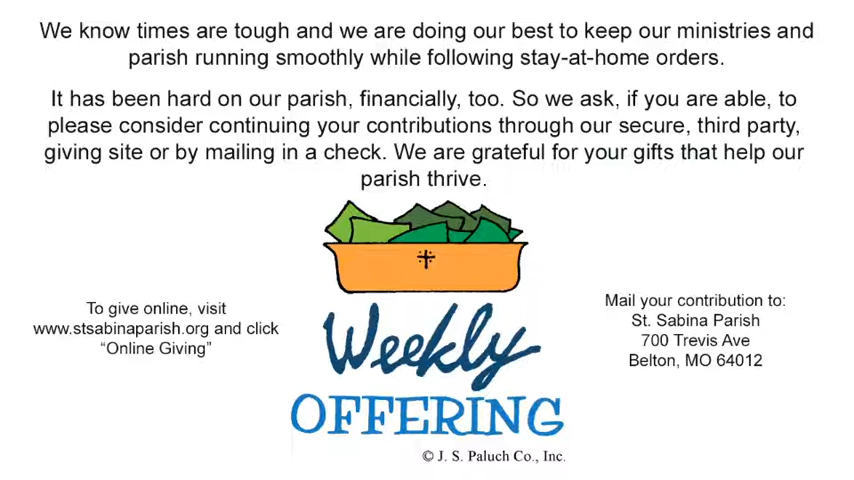 We know times are tough and we are doing our best to keep our ministries and
parish running smoothly while following stay-at-home orders.
It has been hard on our parish, financially, too. So we ask, if you are able, to
please consider continuing your contributions through our secure, third party,
giving site or by mailing in a check. We are grateful for your gifts that help our
parish thrive.
To give online, visit
www.stsabinaparish.org and click
“Online Giving”
Weekly
OFFERING
© J. S. Paluch Co., Inc.
Mail your contribution to:
St. Sabina Parish
700 Trevis Ave
Belton, MO 64012